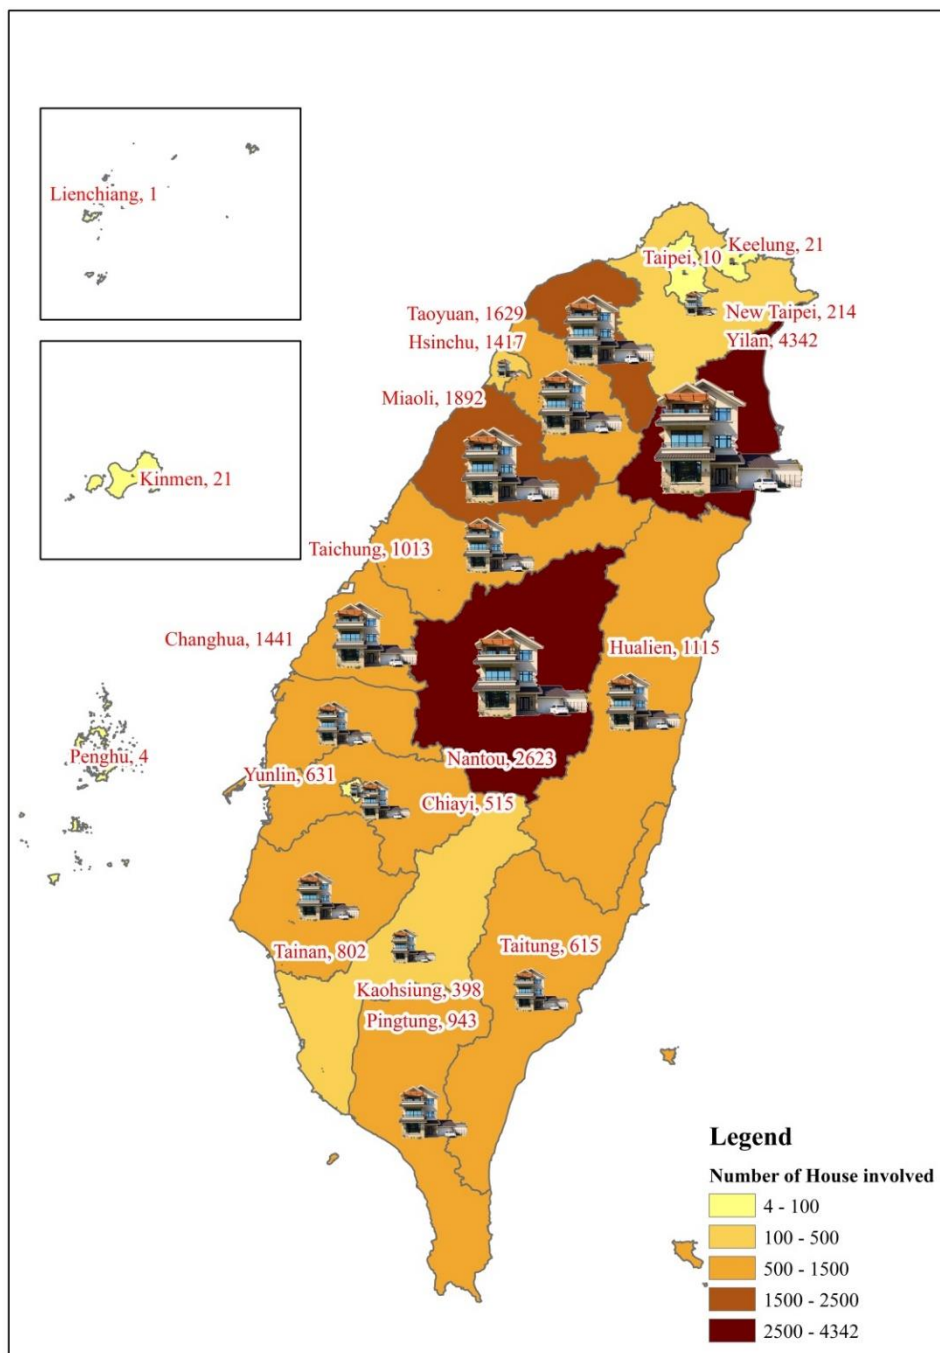 Lienchiang, 1
Keelung, 21
Taipei, 10
Taoyuan, 1629
New Taipei, 214
Hsinchu, 1417
Yilan, 4342
Miaoli, 1892
Kinmen, 21
Taichung, 1013
Changhua, 1441
Hualien, 1115
Penghu, 4
Nantou, 2623
Yunlin, 631
Chiayi, 515
Tainan, 802
Taitung, 615
Kaohsiung, 398
Pingtung, 943
Legend
Number of House involved
4 - 100
100 - 500
500 - 1500
1500 - 2500
2500 - 4342